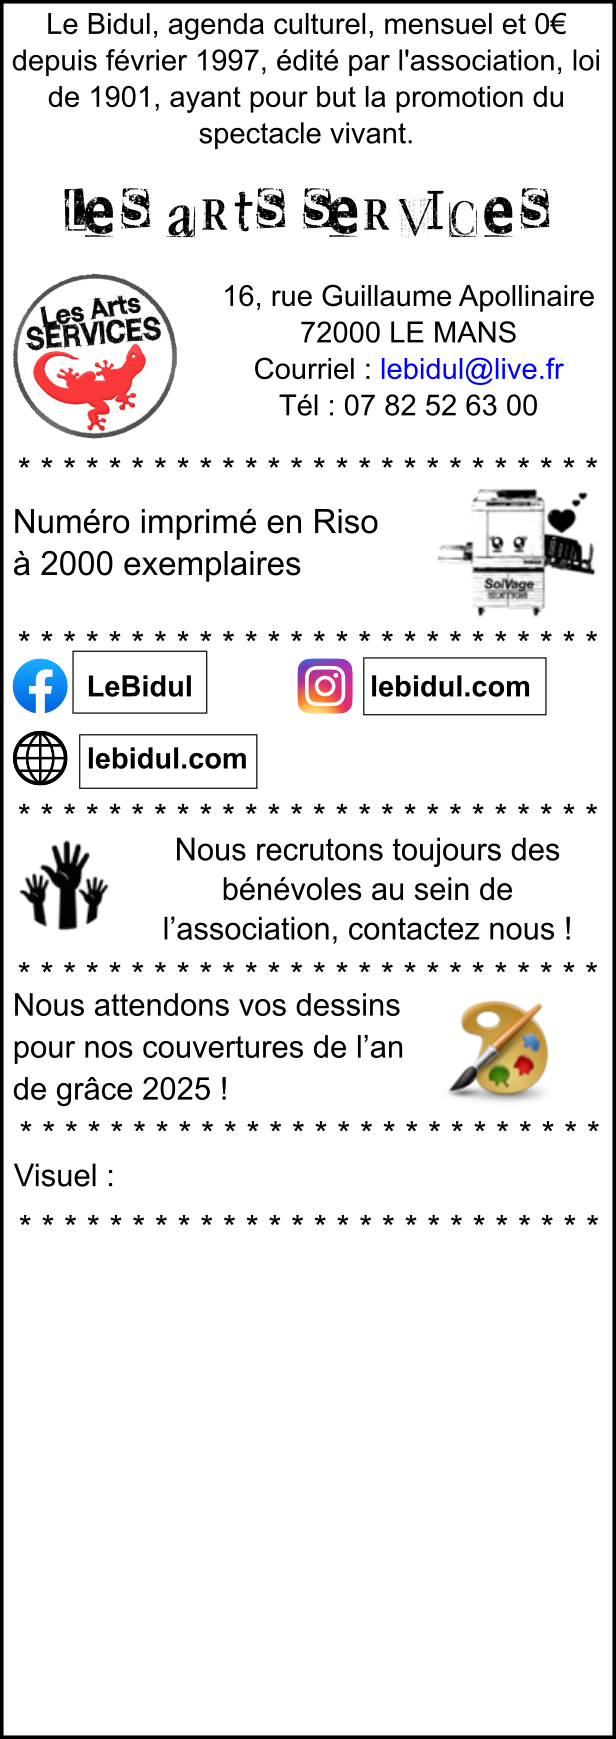 Le Bidul, agenda culturel, mensuel et 0€
depuis février 1997, édité par l'association, loi
de 1901, ayant pour but la promotion du
spectacle vivant.
Les aRts SeRVICes
Les Arts
SERVICES
16, rue Guillaume Apollinaire
72000 LE MANS
Courriel : lebidul@live.fr
Tél : 07 82 52 63 00
* * * * * * * * * * * * * * * * * * * * * * * * * *
Numéro imprimé en Riso
à 2000 exemplaires
SolVage
* * * * * * * * * * * * * * * * * * * * * * * * * *
LeBidul
lebidul.com
lebidul.com
* * * * * * * * * * * * * * * * * * * * * * * * * *
Nous recrutons toujours des
bénévoles au sein de
l’association, contactez nous !
* * * * * * * * * * * * * * * * * * * * * * * * * *
Nous attendons vos dessins
pour nos couvertures de l’an
de grâce 2025 !
* * * * * * * * * * * * * * * * * * * * * * * * * *
Visuel :
* * * * * * * * * * * * * * * * * * * * * * * * * *